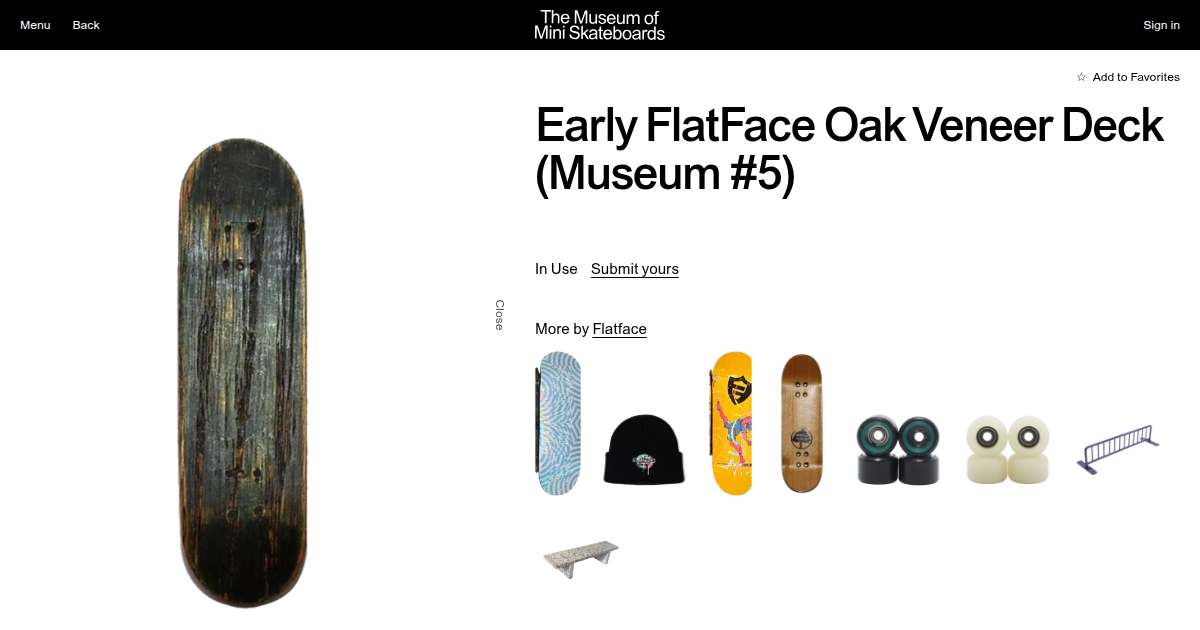 Menu
Back
The Museum of
Mini Skateboards
Sign in
☆ Add to Favorites
Early FlatFace Oak Veneer Deck
(Museum #5)
In Use
Submit yours
Close
More by Flatface